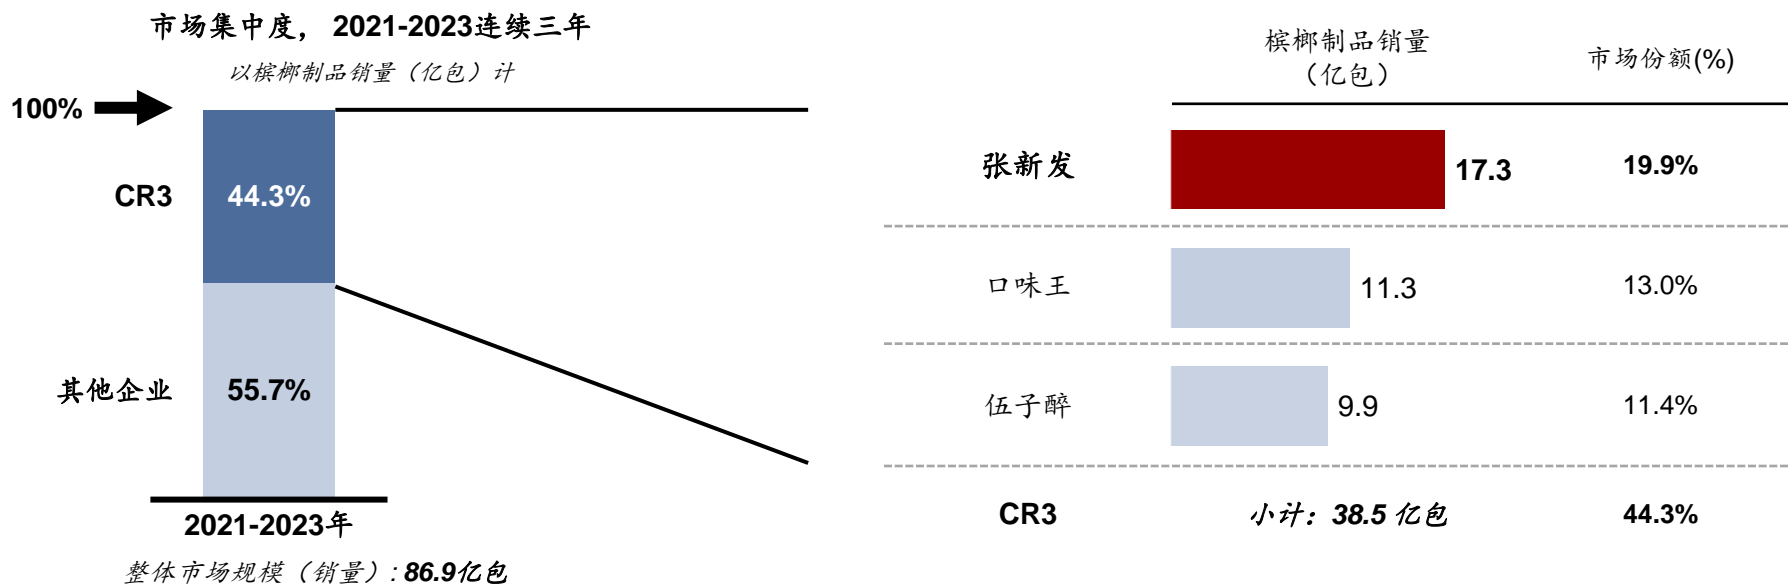 市场集中度， 2021-2023连续三年
以槟榔制品销量（亿包）计
100%
CR3
44.3%
其他企业
55.7%
2021-2023年
整体市场规模（销量）: 86.9亿包
槟榔制品销量
（亿包）
市场份额(%)
张新发
17.3
19.9%
口味王
11.3
13.0%
伍子醉
9.9
11.4%
CR3
小计：38.5 亿包
44.3%